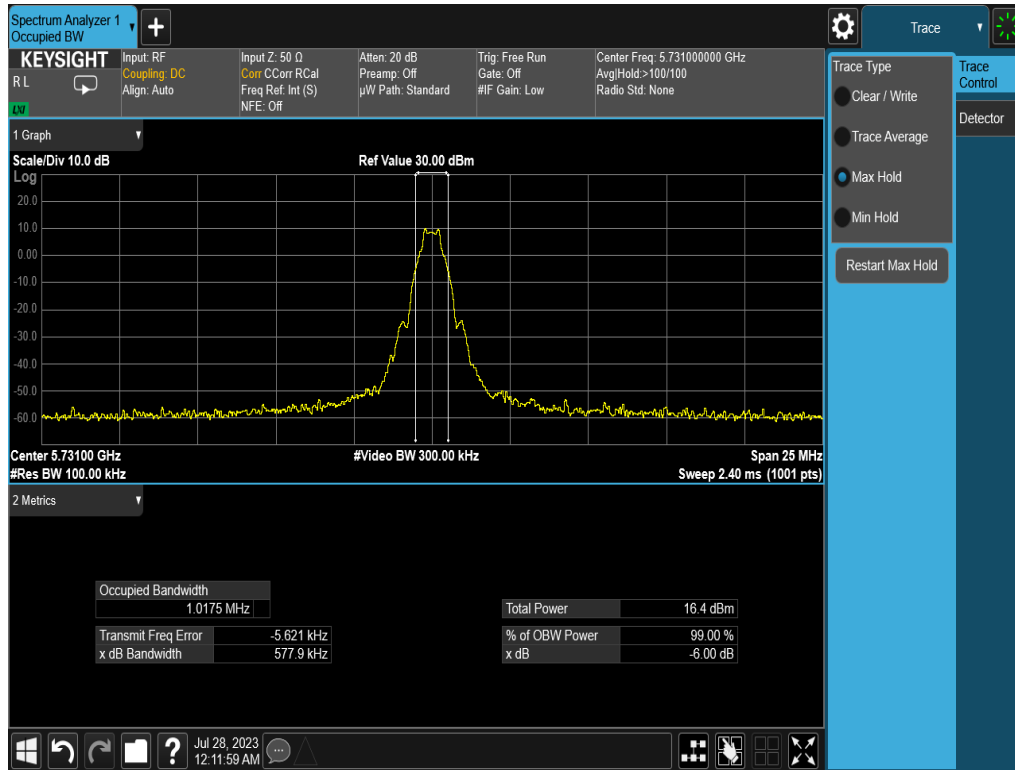 Spectrum Analyzer 1
Occupied BW
Trace
KEYSIGHT
R L
LXI
Input: RF
Coupling: DC
Align: Auto
Input Z: 50 Ω
Corr CCorr RCal
Freq Ref: Int (S)
NFE: Off
Atten: 20 dB
Preamp: Off
µW Path: Standard
Trig: Free Run
Gate: Off
#IF Gain: Low
Center Freq: 5.731000000 GHz
Avg|Hold:>100/100
Radio Std: None
Trace Type
Clear / Write
Trace Average
Max Hold
Min Hold
Restart Max Hold
Trace
Control
Detector
1 Graph
Scale/Div 10.0 dB
Ref Value 30.00 dBm
Log
20.0
10.0
0.00
-10.0
-20.0
-30.0
-40.0
-50.0
-60.0
Center 5.73100 GHz
#Video BW 300.00 kHz
Span 25 MHz
#Res BW 100.00 kHz
Sweep 2.40 ms (1001 pts)
2 Metrics
Occupied Bandwidth
1.0175 MHz
Transmit Freq Error -5.621 kHz
x dB Bandwidth 577.9 kHz
Total Power 16.4 dBm
% of OBW Power 99.00 %
x dB -6.00 dB
Jul 28, 2023
12:11:59 AM